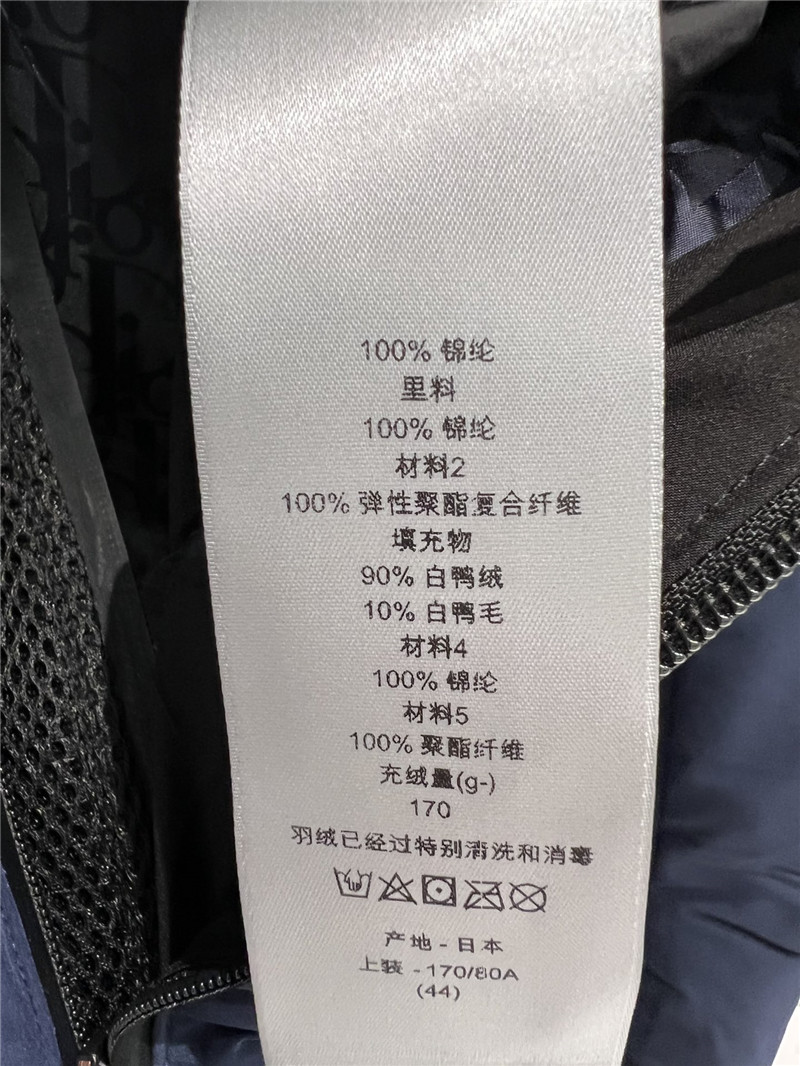 100% 锦纶
里料
100% 锦纶
材料2
100% 弹性聚酯复合纤维
填充物
90% 白鸭绒
10% 白鸭毛
材料4
100% 锦纶
材料5
100% 聚酯纤维
充绒量(g-)
170
羽绒已经过特别清洗和消毒
产地 - 日本
上装 - 170/80A
(44)